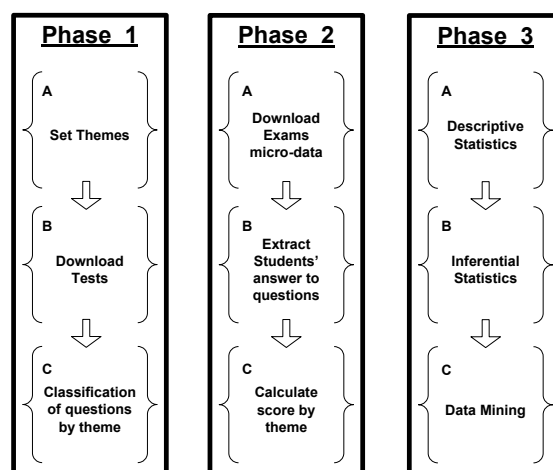 Phase 1
A
Set Themes
B
Download
Tests
C
Classification
of questions
by theme
Phase 2
A
Download
Exams
micro-data
B
Extract
Students'
answer to
questions
C
Calculate
score by
theme
Phase 3
A
Descriptive
Statistics
B
Inferential
Statistics
C
Data Mining